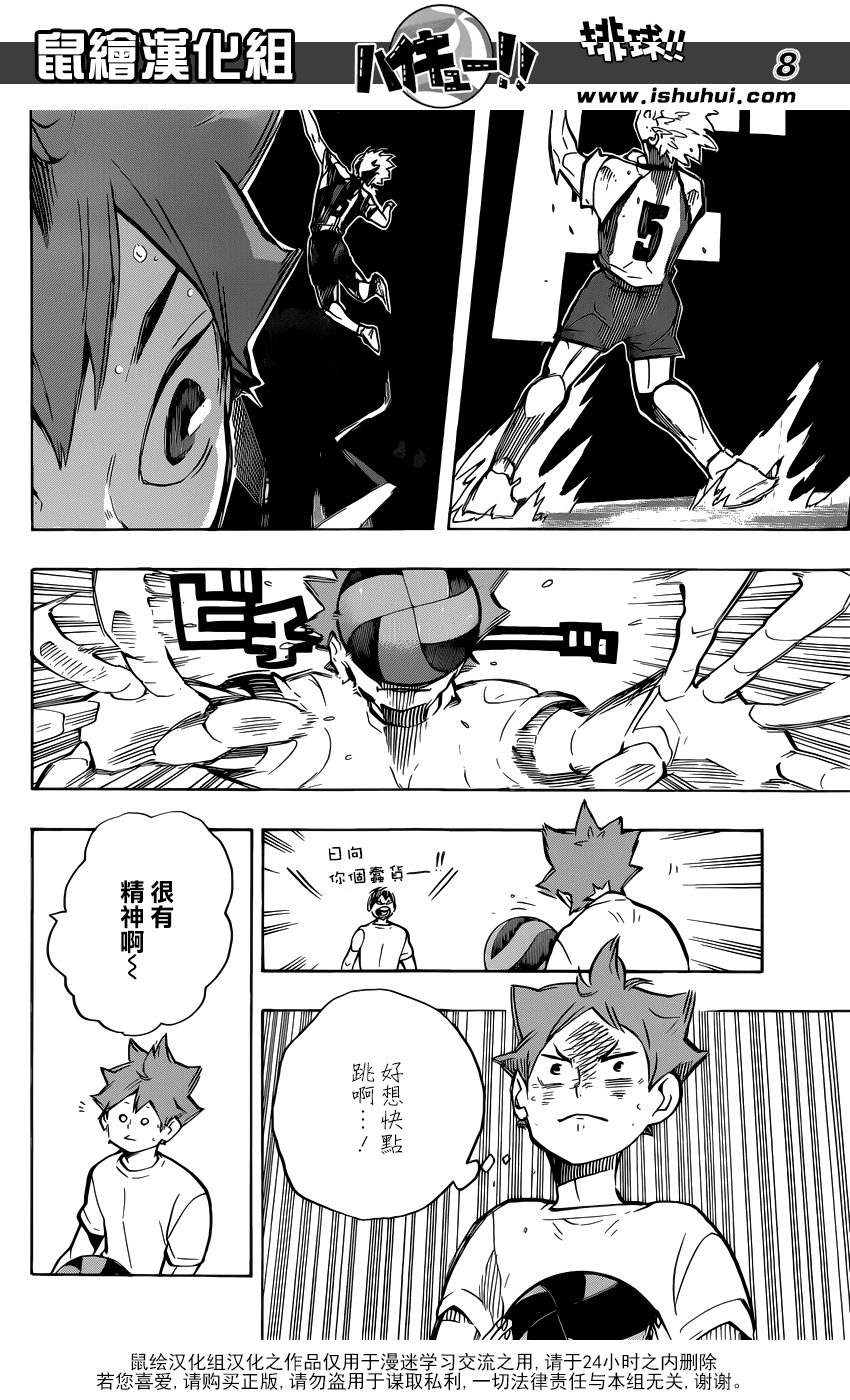 鼠繪漢化組
ハイキュー!!
排球!!
8
www.ishuhui.com
5
日向
你個蠢貨—!!
好想快點
跳啊…!
很有
精神啊~
鼠绘汉化组汉化之作品仅用于漫迷学习交流之用,请于24小时之内删除
若您喜爱,请购买正版,请勿盗用于谋取私利,一切法律责任与本组无关,谢谢。